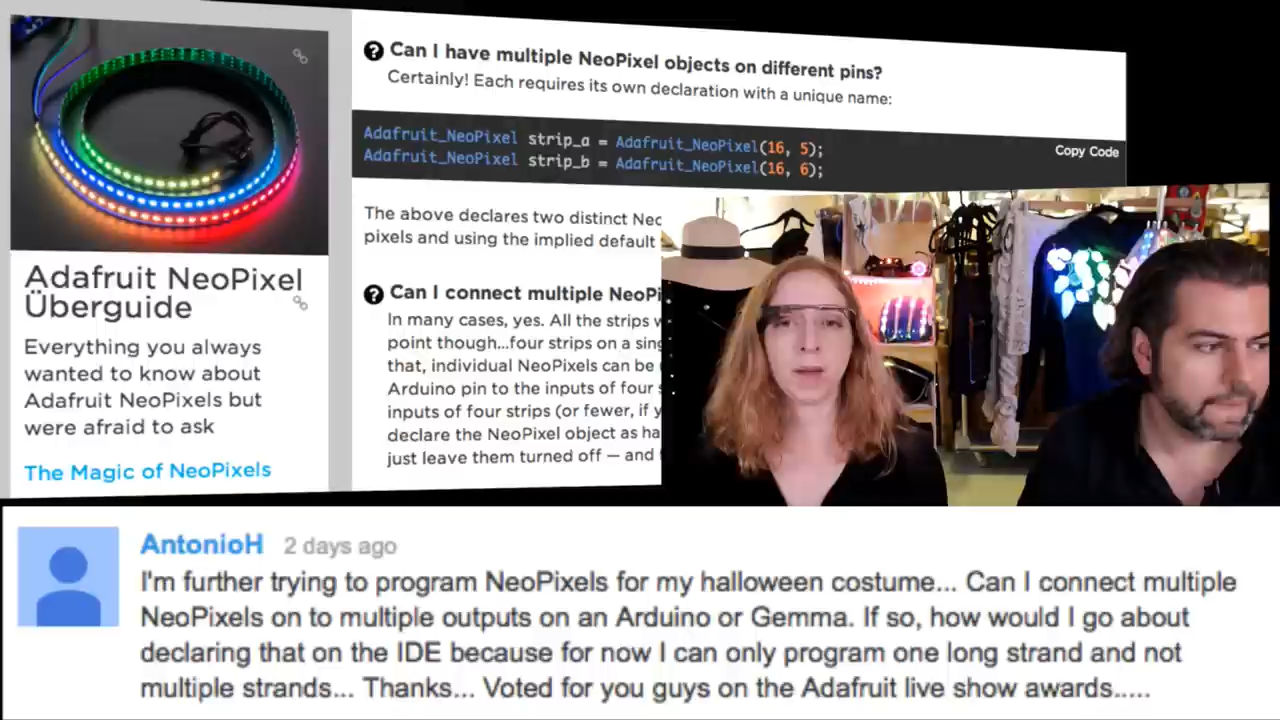 Adafruit NeoPixel
Überguide
Everything you always
wanted to know about
Adafruit NeoPixels but
were afraid to ask
The Magic of NeoPixels
Can I have multiple NeoPixel objects on different pins?
Certainly! Each requires its own declaration with a unique name:
Adafruit_NeoPixel strip_a = Adafruit_NeoPixel(16, 5);
Adafruit_NeoPixel strip_b = Adafruit_NeoPixel(16, 6);
Copy Code
The above declares two distinct
pixels and using the implied default
Can I connect multiple
In many cases, yes. All the strips
point though...four strips on a
that, individual NeoPixels can be
Arduino pin to the inputs of four
inputs of four strips (or fewer, if
declare the NeoPixel object as
just leave them turned off — and
AntonioH 2 days ago
I'm further trying to program NeoPixels for my halloween costume... Can I connect multiple
NeoPixels on to multiple outputs on an Arduino or Gemma. If so, how would I go about
declaring that on the IDE because for now I can only program one long strand and not
multiple strands... Thanks... Voted for you guys on the Adafruit live show awards.....